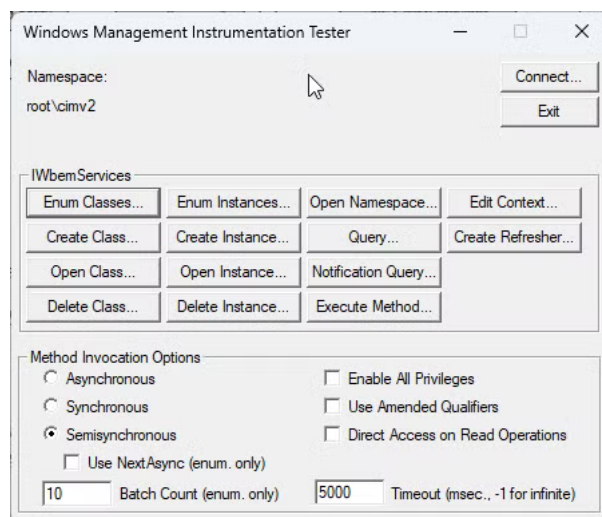 Windows Management Instrumentation Tester
Namespace:
Connect...
root\cimv2
Exit
IWbemServices
Enum Classes... Enum Instances... Open Namespace... Edit Context...
Create Class... Create Instance... Query... Create Refresher...
Open Class... Open Instance... Notification Query...
Delete Class... Delete Instance... Execute Method...
Method Invocation Options
Asynchronous Enable All Privileges
Synchronous Use Amended Qualifiers
Semisynchronous Direct Access on Read Operations
Use NextAsync (enum. only)
10 Batch Count (enum. only) 5000 Timeout (msec., -1 for infinite)